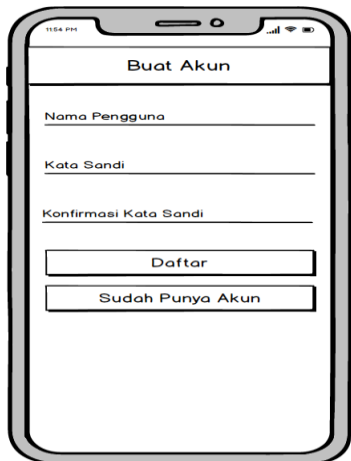 11:54 PM
Buat Akun
Nama Pengguna
Kata Sandi
Konfirmasi Kata Sandi
Daftar
Sudah Punya Akun